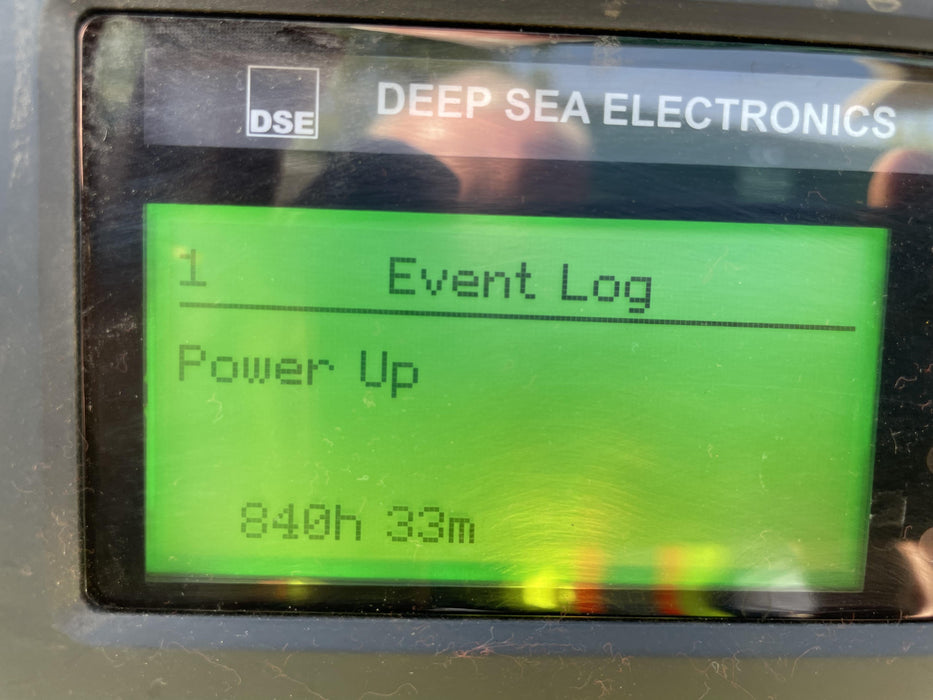 DSE
DEEP SEA ELECTRONICS
1 Event Log
Power Up
840h 33m